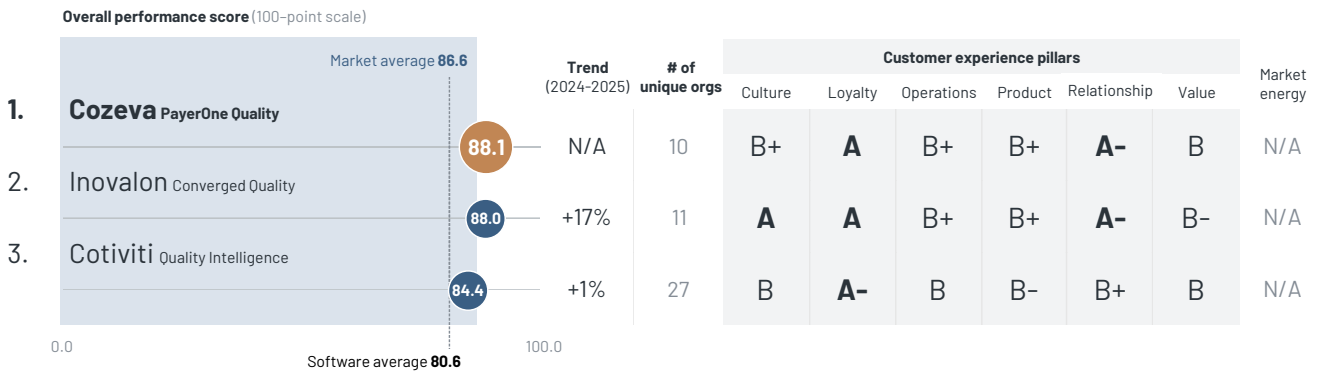 Overall performance score (100-point scale)
Market average 86.6
Trend
(2024-2025)
# of
unique orgs
Customer experience pillars
Culture Loyalty Operations Product Relationship Value
Market
energy
1. Cozeva PayerOne Quality
88.1 N/A 10 B+ A B+ B+ A- B N/A
2. Inovalon Converged Quality
88.0 +17% 11 A A B+ B+ A- B- N/A
3. Cotiviti Quality Intelligence
84.4 +1% 27 B A- B B- B+ B N/A
0.0 100.0
Software average 80.6